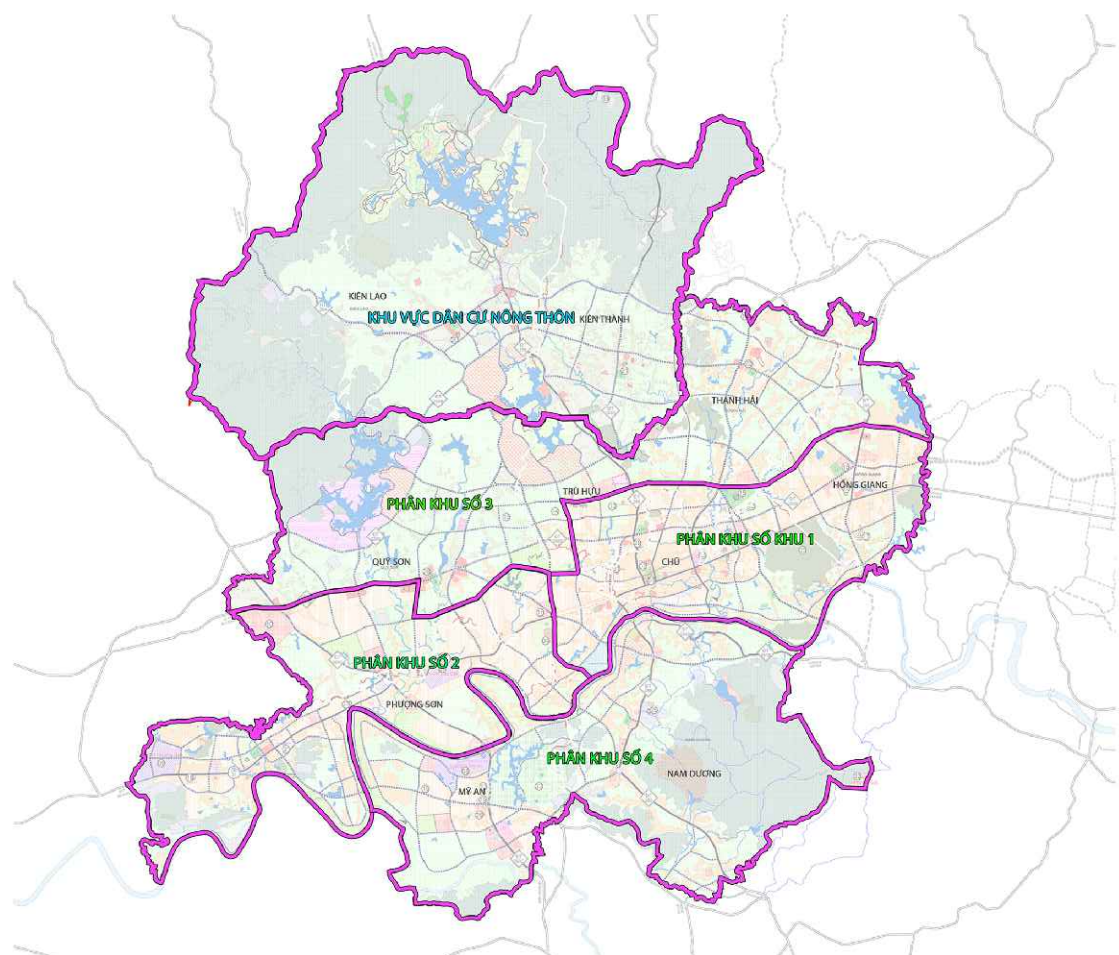 KIÊN LAO
KHU VỰC DÂN CƯ NÔNG THÔN
KIÊN THÀNH
THANH HẢI
HỒNG GIANG
TRÙ HỰU
PHÂN KHU SỐ 3
PHÂN KHU SỐ KHU 1
QUÝ SƠN
CHŨ
PHÂN KHU SỐ 2
PHƯỢNG SƠN
PHÂN KHU SỐ 4
NAM DƯƠNG
MỸ AN